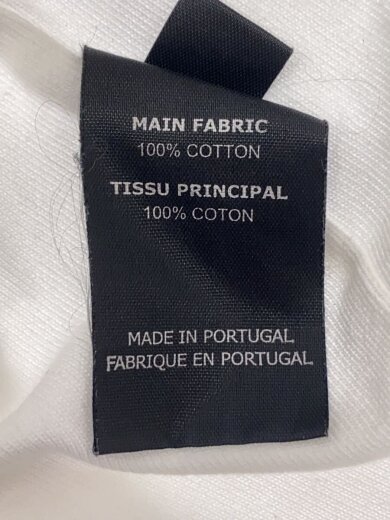 MAIN FABRIC
100% COTTON
TISSU PRINCIPAL
100% COTON
MADE IN PORTUGAL
FABRIQUE EN PORTUGAL